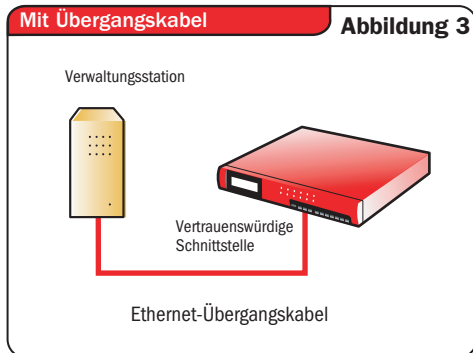 Mit Übergangskabel
Abbildung 3
Verwaltungsstation
Vertrauenswürdige
Schnittstelle
Ethernet-Übergangskabel